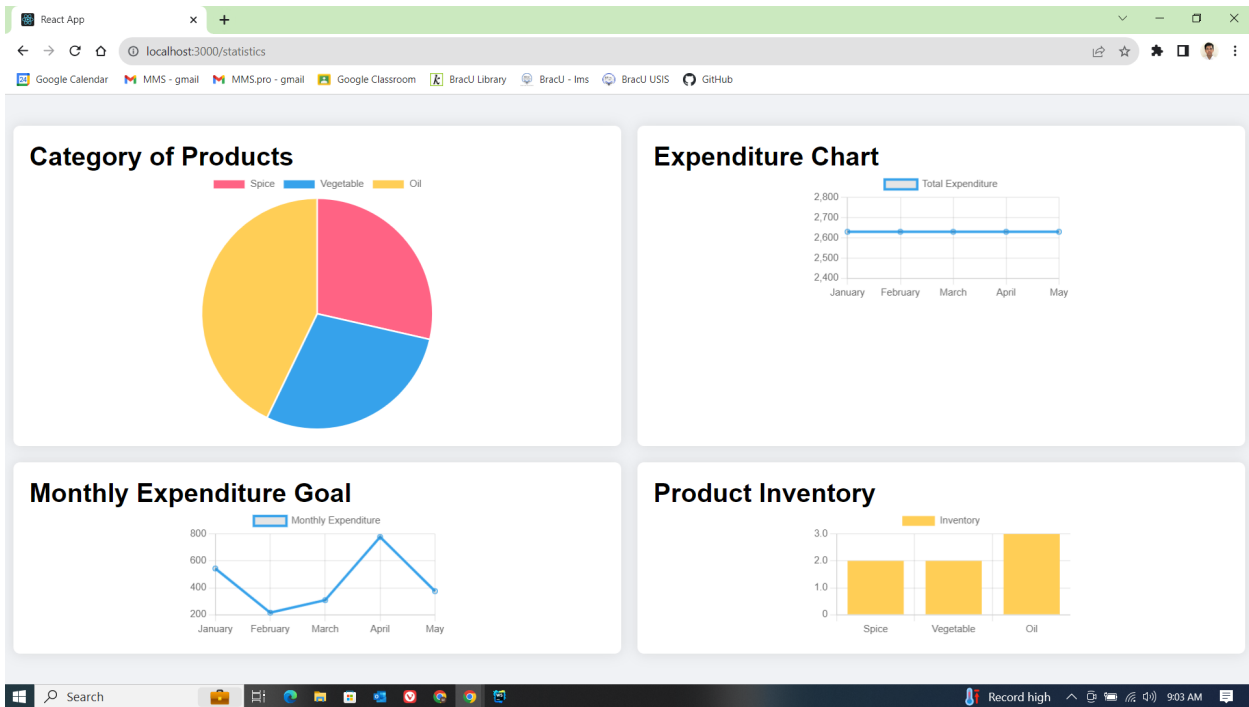 React App
localhost:3000/statistics
24 Google Calendar MMS - gmail MMS.pro - gmail Google Classroom k BracU Library BracU - lms BracU USIS GitHub
Category of Products
Spice Vegetable Oil
Expenditure Chart
Total Expenditure
2,800
2,700
2,600
2,500
2,400
January February March April May
Monthly Expenditure Goal
Monthly Expenditure
800
600
400
200
January February March April May
Product Inventory
Inventory
3.0
2.0
1.0
0
Spice Vegetable Oil
Search Record high 9:03 AM